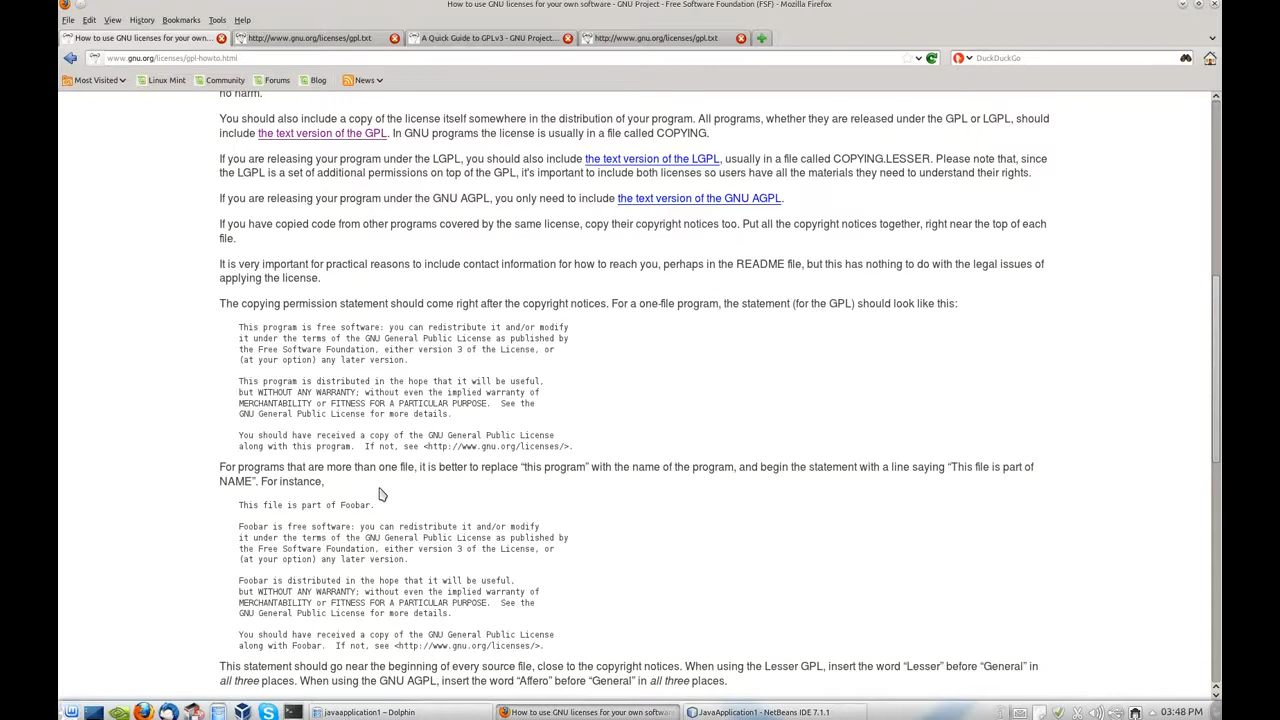 How to use GNU licenses for your own software - GNU Project - Free Software Foundation (FSF) - Mozilla Firefox
File Edit View History Bookmarks Tools Help
How to use GNU licenses for your own... http://www.gnu.org/licenses/gpl.txt A Quick Guide to GPLv3 - GNU Project... http://www.gnu.org/licenses/gpl.txt
www.gnu.org/licenses/gpl-howto.html DuckDuckGo
Most Visited Linux Mint Community Forums Blog News
no harm.
You should also include a copy of the license itself somewhere in the distribution of your program. All programs, whether they are released under the GPL or LGPL, should
include the text version of the GPL. In GNU programs the license is usually in a file called COPYING.
If you are releasing your program under the LGPL, you should also include the text version of the LGPL, usually in a file called COPYING.LESSER. Please note that, since
the LGPL is a set of additional permissions on top of the GPL, it's important to include both licenses so users have all the materials they need to understand their rights.
If you are releasing your program under the GNU AGPL, you only need to include the text version of the GNU AGPL.
If you have copied code from other programs covered by the same license, copy their copyright notices too. Put all the copyright notices together, right near the top of each
file.
It is very important for practical reasons to include contact information for how to reach you, perhaps in the README file, but this has nothing to do with the legal issues of
applying the license.
The copying permission statement should come right after the copyright notices. For a one-file program, the statement (for the GPL) should look like this:
This program is free software: you can redistribute it and/or modify
it under the terms of the GNU General Public License as published by
the Free Software Foundation, either version 3 of the License, or
(at your option) any later version.
This program is distributed in the hope that it will be useful,
but WITHOUT ANY WARRANTY; without even the implied warranty of
MERCHANTABILITY or FITNESS FOR A PARTICULAR PURPOSE. See the
GNU General Public License for more details.
You should have received a copy of the GNU General Public License
along with this program. If not, see <http://www.gnu.org/licenses/>.
For programs that are more than one file, it is better to replace “this program” with the name of the program, and begin the statement with a line saying “This file is part of
NAME”. For instance,
This file is part of Foobar.
Foobar is free software: you can redistribute it and/or modify
it under the terms of the GNU General Public License as published by
the Free Software Foundation, either version 3 of the License, or
(at your option) any later version.
Foobar is distributed in the hope that it will be useful,
but WITHOUT ANY WARRANTY; without even the implied warranty of
MERCHANTABILITY or FITNESS FOR A PARTICULAR PURPOSE. See the
GNU General Public License for more details.
You should have received a copy of the GNU General Public License
along with Foobar. If not, see <http://www.gnu.org/licenses/>.
This statement should go near the beginning of every source file, close to the copyright notices. When using the Lesser GPL, insert the word “Lesser” before “General” in
all three places. When using the GNU AGPL, insert the word “Affero” before “General” in all three places.
javaapplication1 – Dolphin How to use GNU licenses for your own softwar JavaApplication1 - NetBeans IDE 7.1.1 03:48 PM